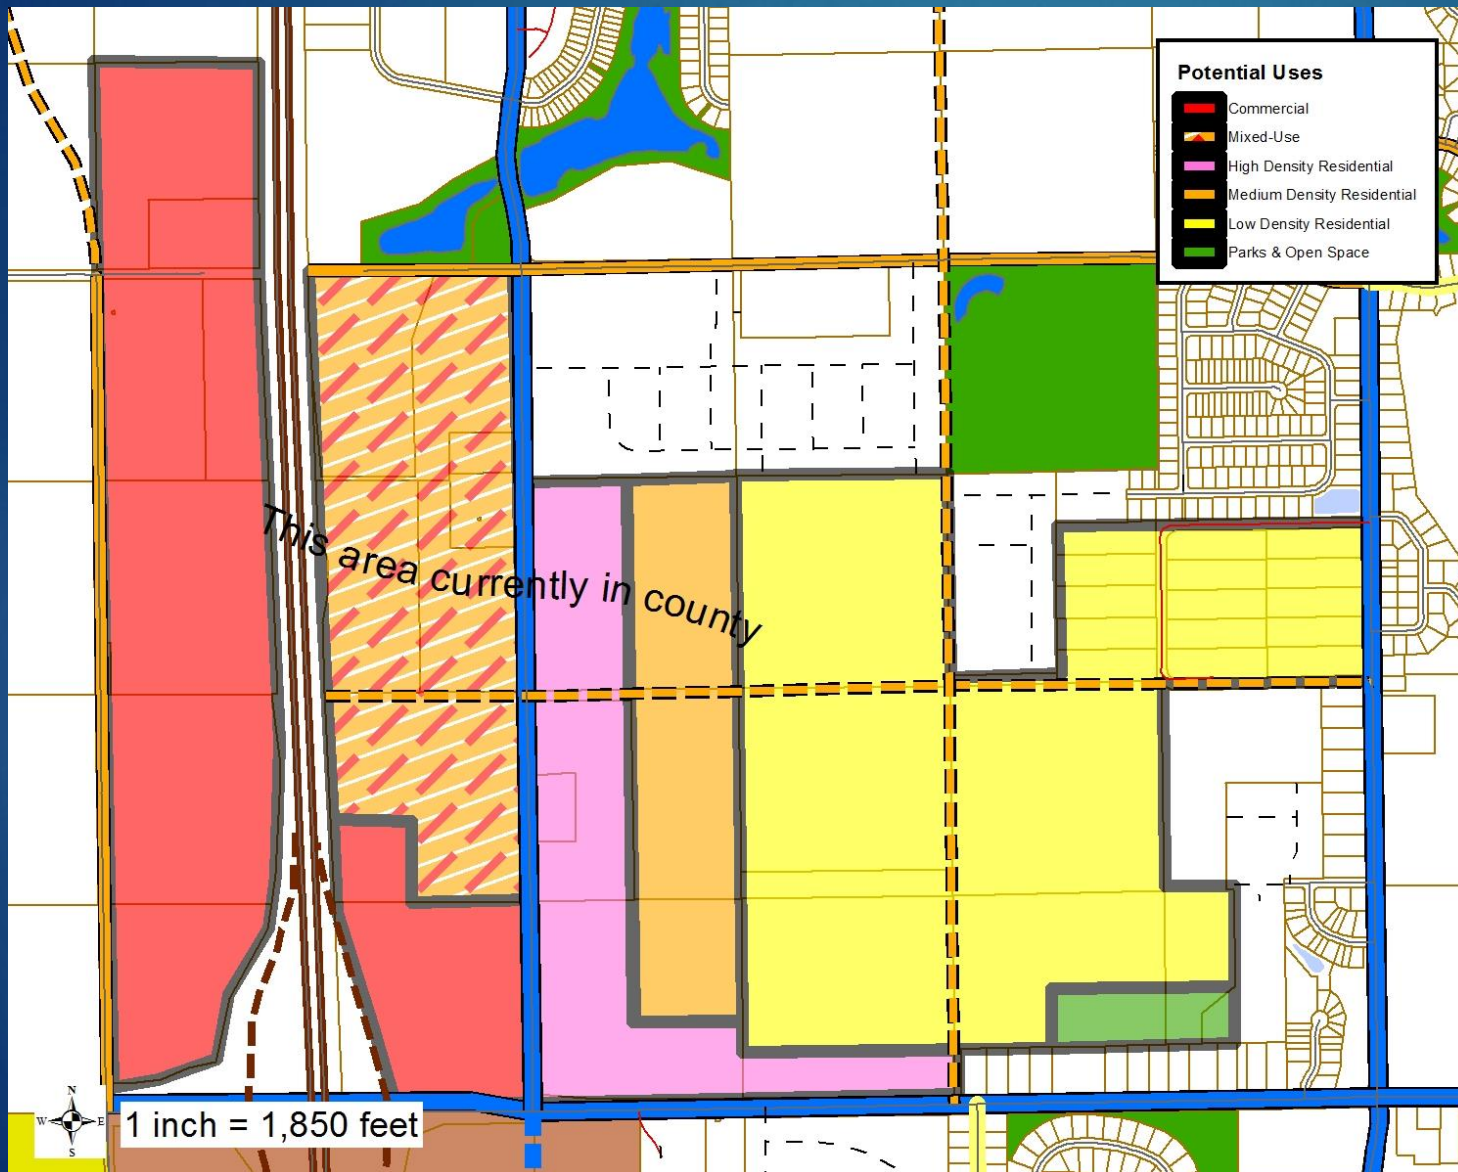 Potential Uses
Commercial
Mixed-Use
High Density Residential
Medium Density Residential
Low Density Residential
Parks & Open Space
This area currently in county
N
W E
S
1 inch = 1,850 feet